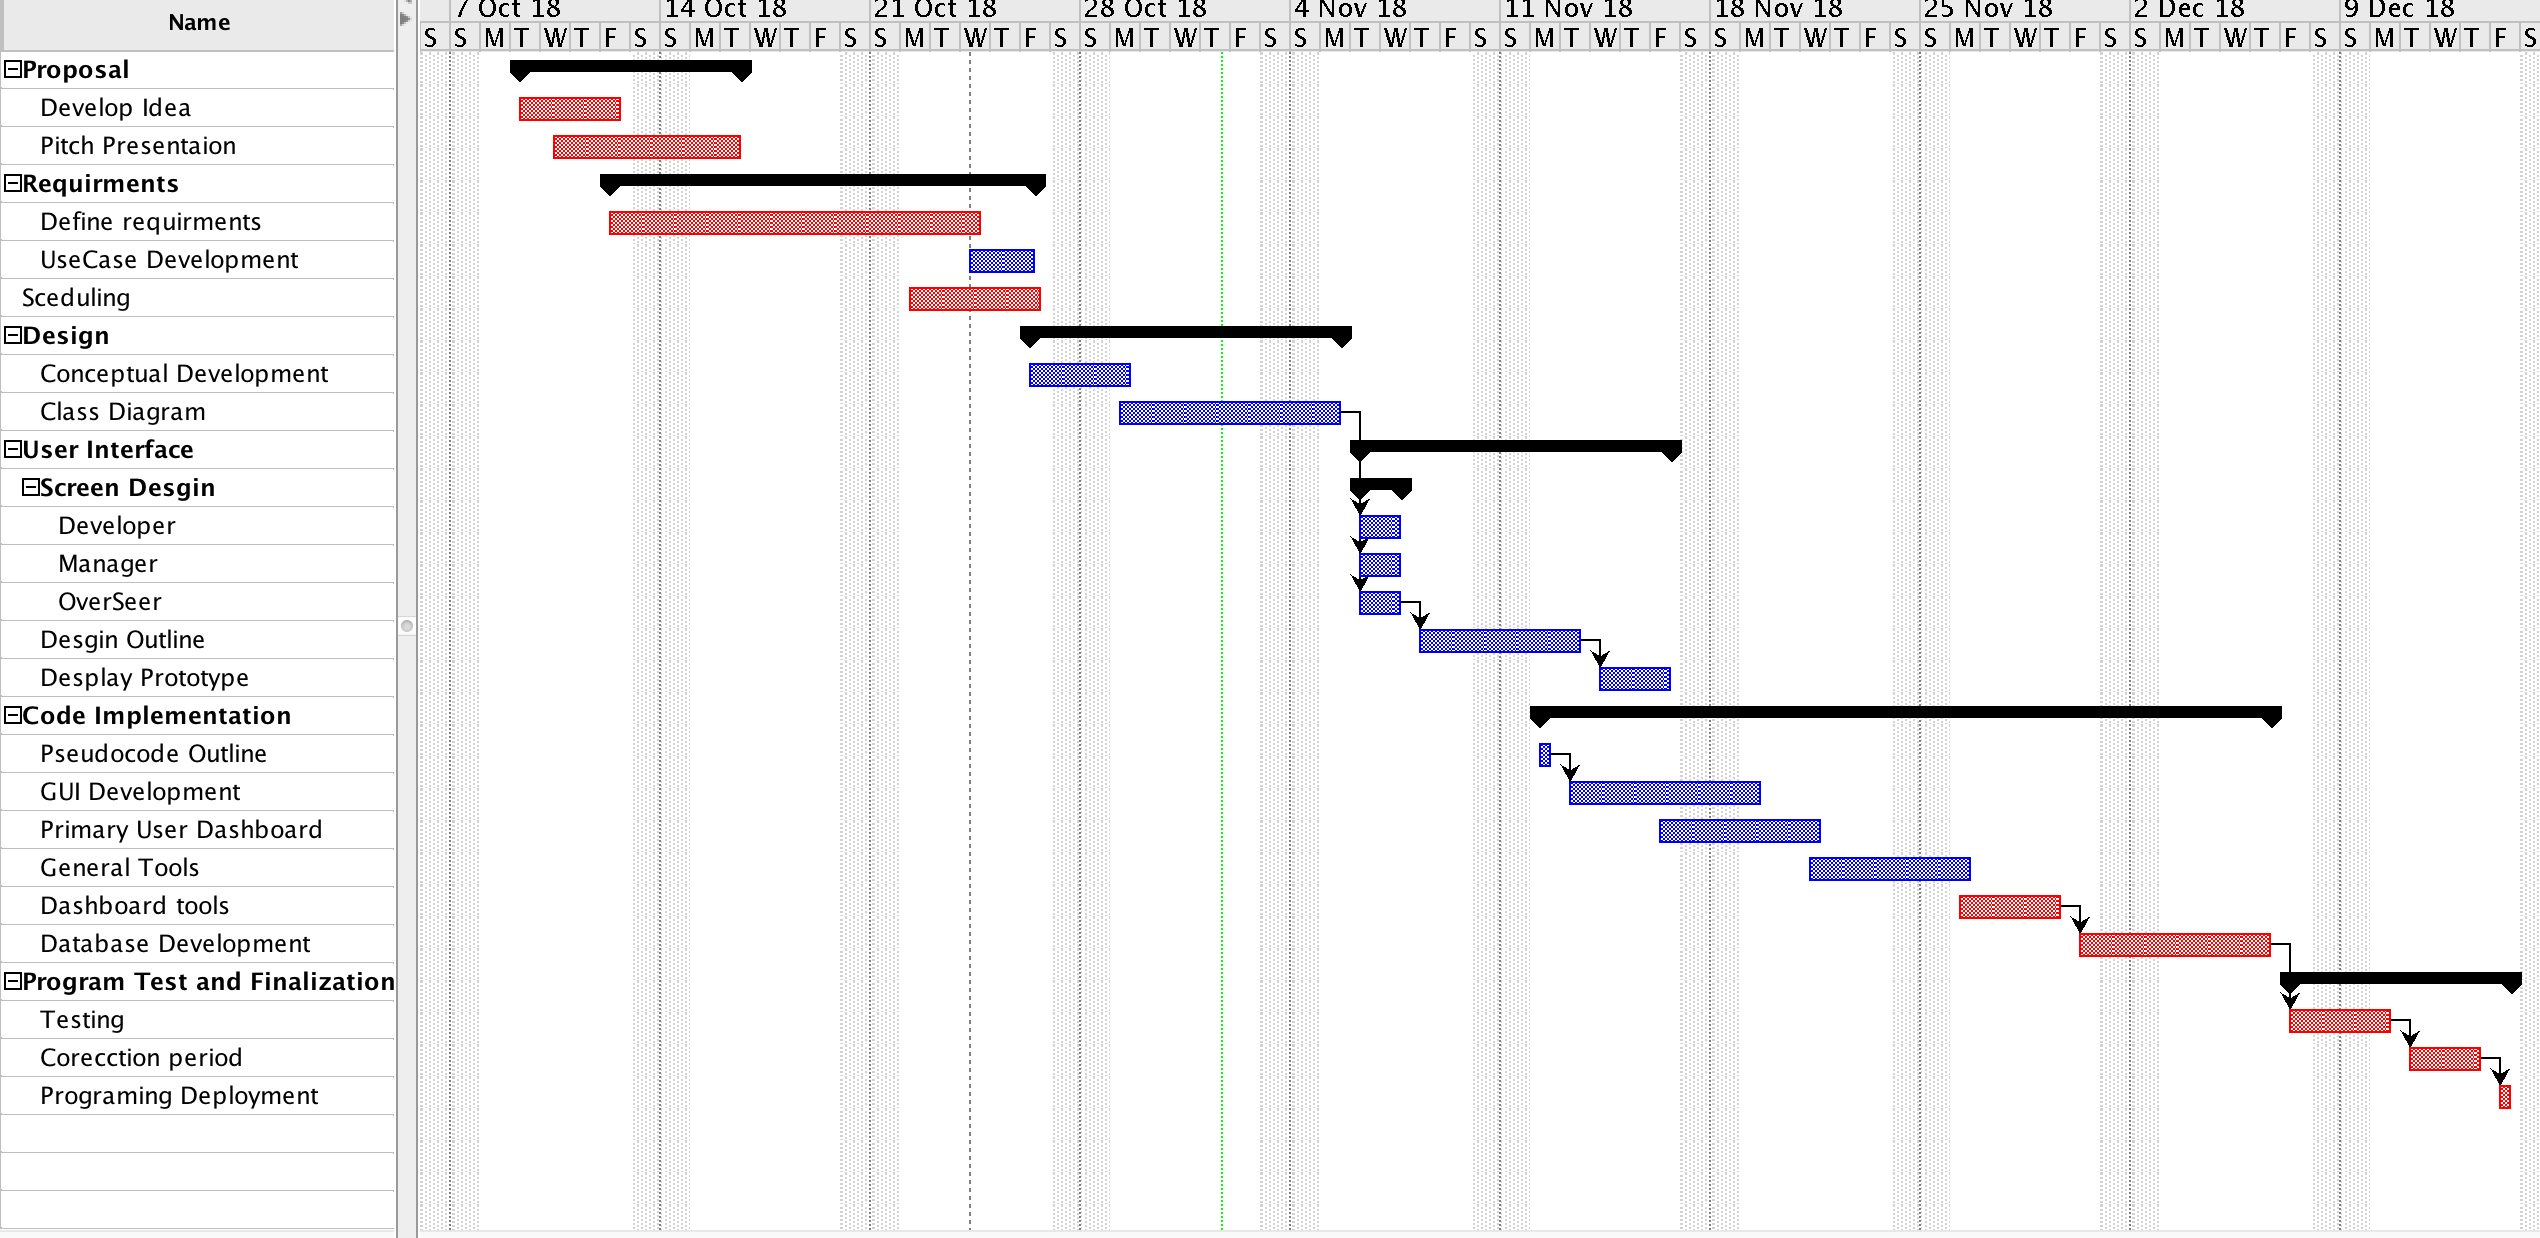 Name
7 Oct 18 14 Oct 18 21 Oct 18 28 Oct 18 4 Nov 18 11 Nov 18 18 Nov 18 25 Nov 18 2 Dec 18 9 Dec 18
S S M T W T F S S M T W T F S S M T W T F S S M T W T F S S M T W T F S S M T W T F S S M T W T F S S M T W T F S S M T W T F S S M T W T F S
Proposal
Develop Idea
Pitch Presentaion
Requirments
Define requirments
UseCase Development
Sceduling
Design
Conceptual Development
Class Diagram
User Interface
Screen Desgin
Developer
Manager
OverSeer
Desgin Outline
Desplay Prototype
Code Implementation
Pseudocode Outline
GUI Development
Primary User Dashboard
General Tools
Dashboard tools
Database Development
Program Test and Finalization
Testing
Corecction period
Programing Deployment